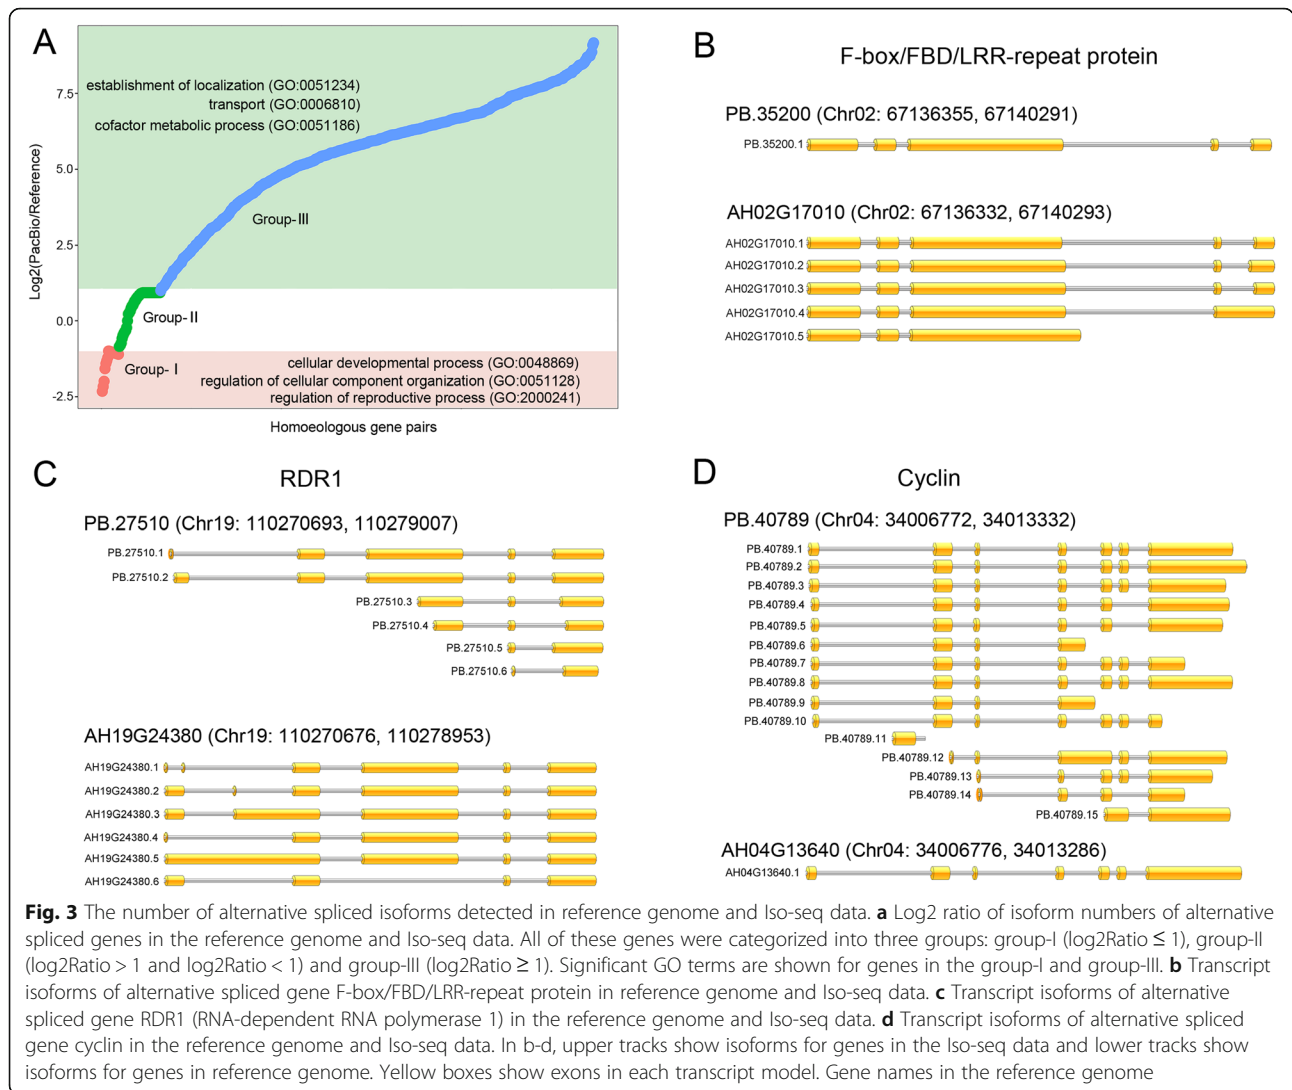 A
7.5
5.0
2.5
0.0
-2.5
Log2(PacBio/Reference)
establishment of localization (GO:0051234)
transport (GO:0006810)
cofactor metabolic process (GO:0051186)
Group-III
Group-II
Group- I
cellular developmental process (GO:0048869)
regulation of cellular component organization (GO:0051128)
regulation of reproductive process (GO:2000241)
Homoeologous gene pairs
B
F-box/FBD/LRR-repeat protein
PB.35200 (Chr02: 67136355, 67140291)
PB.35200.1
AH02G17010 (Chr02: 67136332, 67140293)
AH02G17010.1
AH02G17010.2
AH02G17010.3
AH02G17010.4
AH02G17010.5
C
RDR1
PB.27510 (Chr19: 110270693, 110279007)
PB.27510.1
PB.27510.2
PB.27510.3
PB.27510.4
PB.27510.5
PB.27510.6
AH19G24380 (Chr19: 110270676, 110278953)
AH19G24380.1
AH19G24380.2
AH19G24380.3
AH19G24380.4
AH19G24380.5
AH19G24380.6
D
Cyclin
PB.40789 (Chr04: 34006772, 34013332)
PB.40789.1
PB.40789.2
PB.40789.3
PB.40789.4
PB.40789.5
PB.40789.6
PB.40789.7
PB.40789.8
PB.40789.9
PB.40789.10
PB.40789.11
PB.40789.12
PB.40789.13
PB.40789.14
PB.40789.15
AH04G13640 (Chr04: 34006776, 34013286)
AH04G13640.1
Fig. 3 The number of alternative spliced isoforms detected in reference genome and Iso-seq data. a Log2 ratio of isoform numbers of alternative
spliced genes in the reference genome and Iso-seq data. All of these genes were categorized into three groups: group-I (log2Ratio ≤ 1), group-II
(log2Ratio > 1 and log2Ratio < 1) and group-III (log2Ratio ≥ 1). Significant GO terms are shown for genes in the group-I and group-III. b Transcript
isoforms of alternative spliced gene F-box/FBD/LRR-repeat protein in reference genome and Iso-seq data. c Transcript isoforms of alternative
spliced gene RDR1 (RNA-dependent RNA polymerase 1) in the reference genome and Iso-seq data. d Transcript isoforms of alternative spliced
gene cyclin in the reference genome and Iso-seq data. In b-d, upper tracks show isoforms for genes in the Iso-seq data and lower tracks show
isoforms for genes in reference genome. Yellow boxes show exons in each transcript model. Gene names in the reference genome